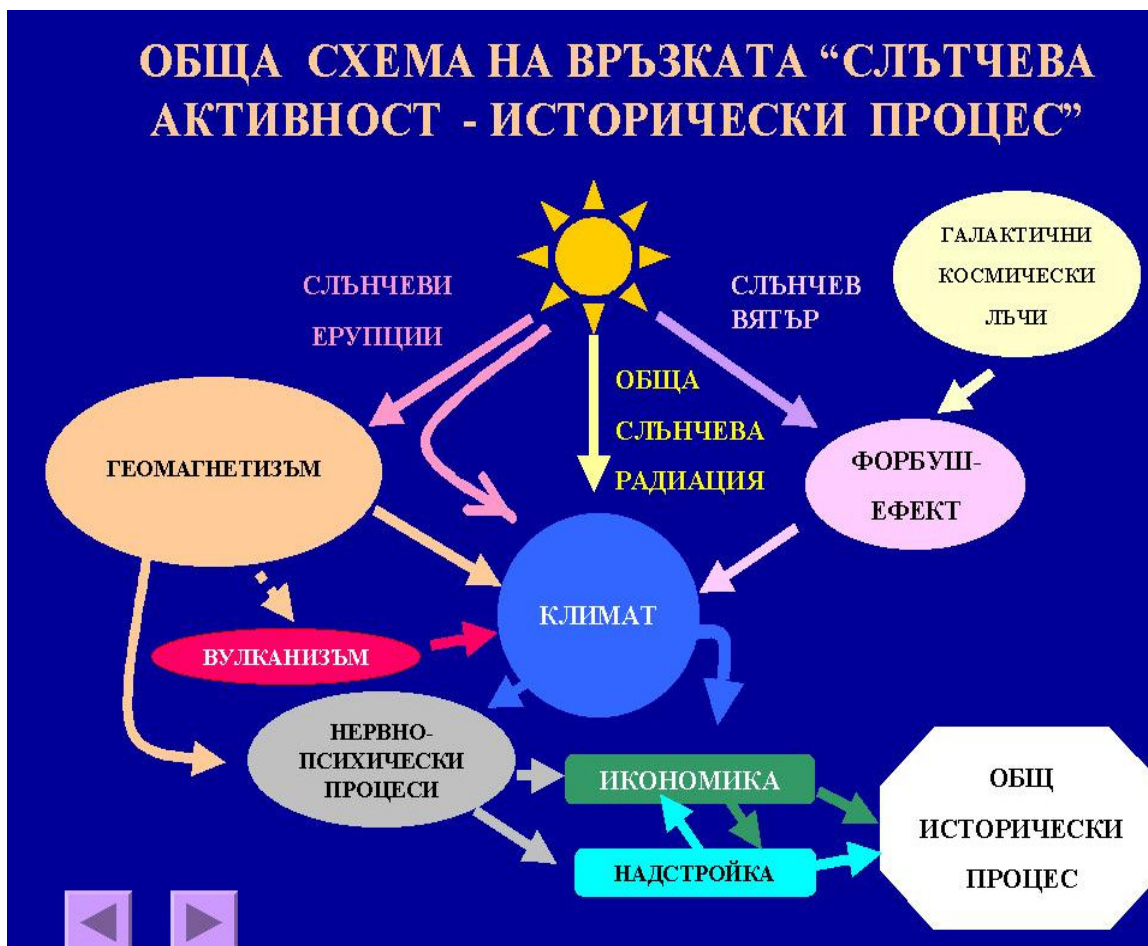 ОБЩА СХЕМА НА ВРЪЗКАТА “СЛЪТЧЕВА
АКТИВНОСТ - ИСТОРИЧЕСКИ ПРОЦЕС”
ГАЛАКТИЧНИ
КОСМИЧЕСКИ
ЛЪЧИ
СЛЪНЧЕВИ
ЕРУПЦИИ
СЛЪНЧЕВ
ВЯТЪР
ОБЩА
СЛЪНЧЕВА
РАДИАЦИЯ
ГЕОМАГНЕТИЗЪМ
ФОРБУШ-
ЕФЕКТ
КЛИМАТ
ВУЛКАНИЗЪМ
НЕРВНО-
ПСИХИЧЕСКИ
ПРОЦЕСИ
ИКОНОМИКА
НАДСТРОЙКА
ОБЩ
ИСТОРИЧЕСКИ
ПРОЦЕС